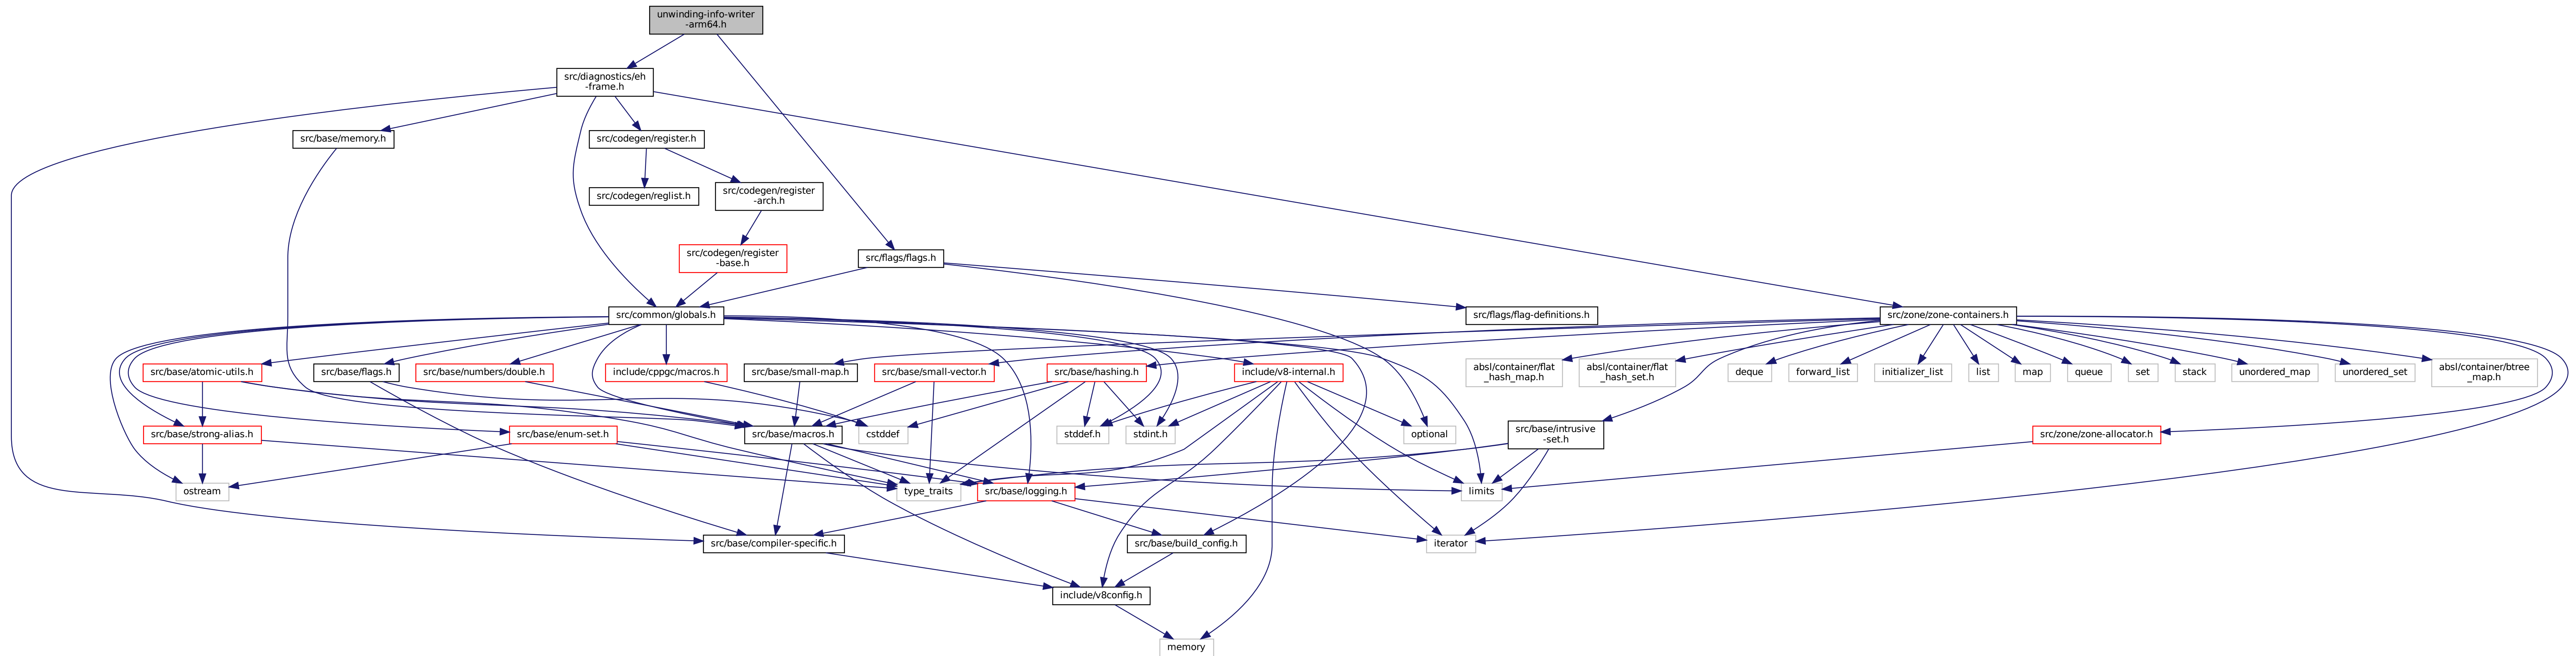 unwinding-info-writer
-arm64.h
src/diagnostics/eh
-frame.h
src/base/memory.h
src/codegen/register.h
src/codegen/reglist.h
src/codegen/register
-arch.h
src/codegen/register
-base.h
src/flags/flags.h
src/common/globals.h
src/flags/flag-definitions.h
src/zone/zone-containers.h
src/base/atomic-utils.h
src/base/flags.h
src/base/numbers/double.h
include/cppgc/macros.h
src/base/small-map.h
src/base/small-vector.h
src/base/hashing.h
include/v8-internal.h
absl/container/flat
_hash_map.h
absl/container/flat
_hash_set.h
deque
forward_list
initializer_list
list
map
queue
set
stack
unordered_map
unordered_set
absl/container/btree
_map.h
src/base/strong-alias.h
src/base/enum-set.h
src/base/macros.h
cstddef
stddef.h
stdint.h
optional
src/base/intrusive
-set.h
src/zone/zone-allocator.h
ostream
type_traits
src/base/logging.h
limits
src/base/compiler-specific.h
src/base/build_config.h
iterator
include/v8config.h
memory